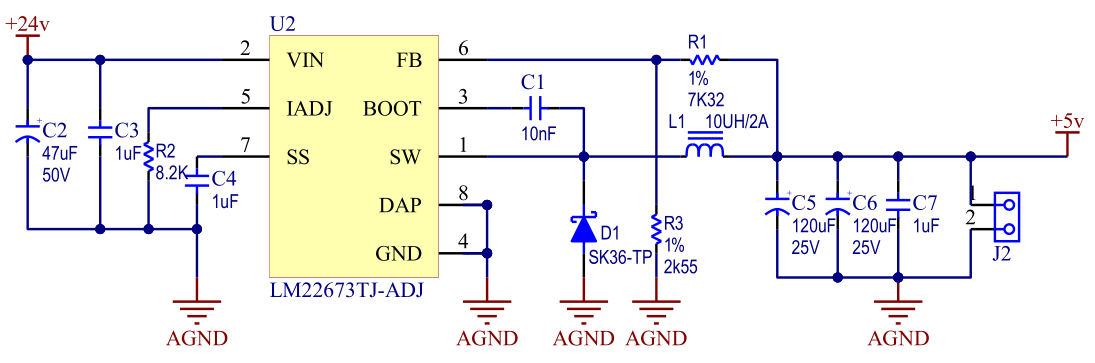 +24v
U2
2
VIN
FB
6
R1
1%
7K32
5
IADJ
BOOT
3
C1
10nF
L1
10UH/2A
+5v
C2
47uF
50V
C3
1uF
R2
8.2K
7
SS
SW
1
C4
1uF
DAP
8
GND
4
D1
SK36-TP
R3
1%
2k55
C5
120uF
25V
C6
120uF
25V
C7
1uF
1
2
J2
LM22673TJ-ADJ
AGND
AGND
AGND
AGND
AGND